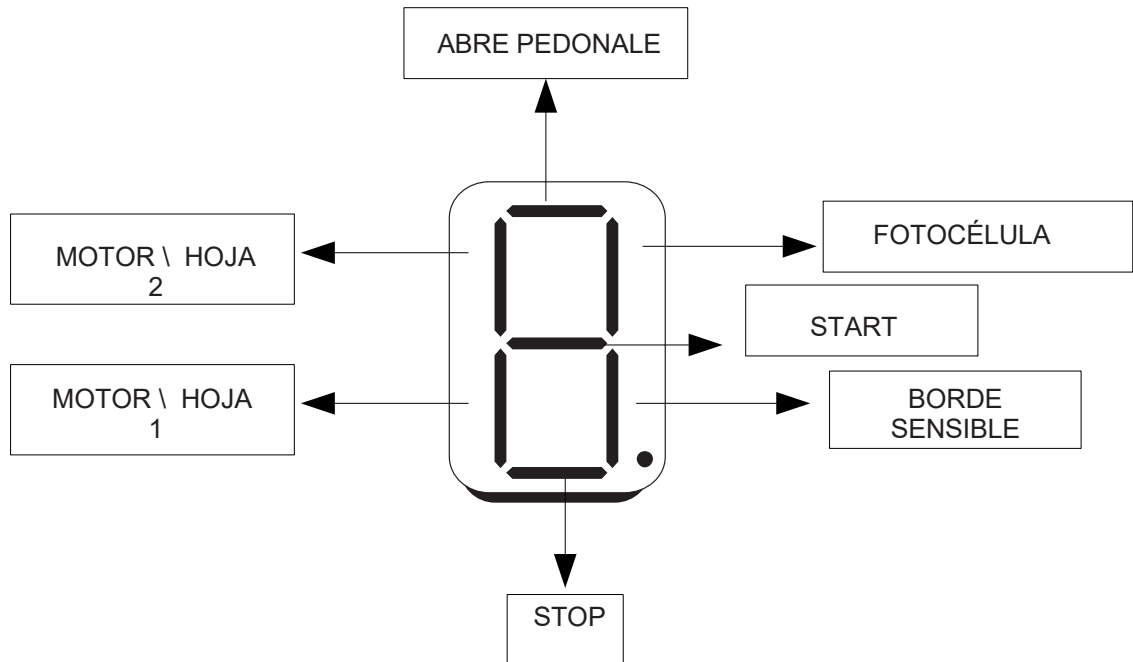 ABRE PEDONALE
MOTOR \ HOJA
2
FOTOCÉLULA
START
MOTOR \ HOJA
1
BORDE
SENSIBLE
STOP